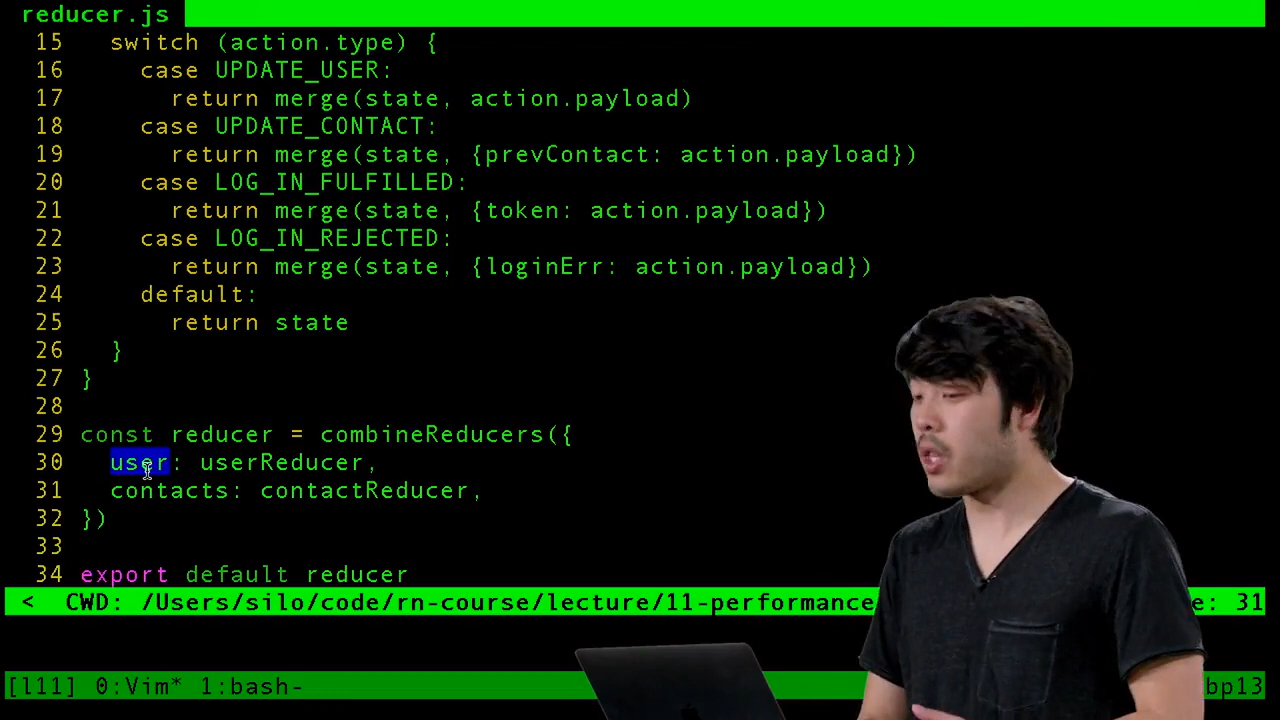 reducer.js
15 switch (action.type) {
16 case UPDATE_USER:
17 return merge(state, action.payload)
18 case UPDATE_CONTACT:
19 return merge(state, {prevContact: action.payload})
20 case LOG_IN_FULFILLED:
21 return merge(state, {token: action.payload})
22 case LOG_IN_REJECTED:
23 return merge(state, {loginErr: action.payload})
24 default:
25 return state
26 }
27 }
28
29 const reducer = combineReducers({
30 user: userReducer,
31 contacts: contactReducer,
32 })
33
34 export default reducer
< CWD: /Users/silo/code/rn-course/lecture/11-performance e: 31
[l11] 0:Vim* 1:bash- bp13